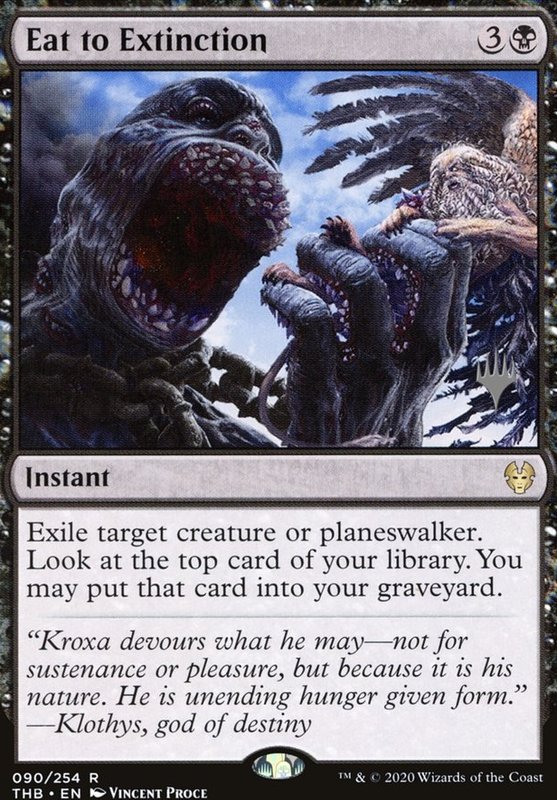 Eat to Extinction 3
Instant
Exile target creature or planeswalker.
Look at the top card of your library. You
may put that card into your graveyard.
“Kroxa devours what he may—not for
sustenance or pleasure, but because it is his
nature. He is unending hunger given form.”
—Klothys, god of destiny
090/254 R
THB • EN Vincent Proce
™ & © 2020 Wizards of the Coast